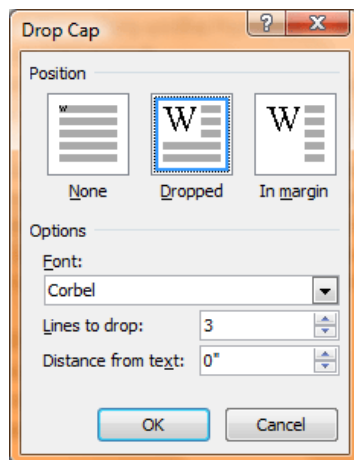 Drop Cap
Position
W W W
None Dropped In margin
Options
Font:
Corbel
Lines to drop: 3
Distance from text: 0"
OK Cancel